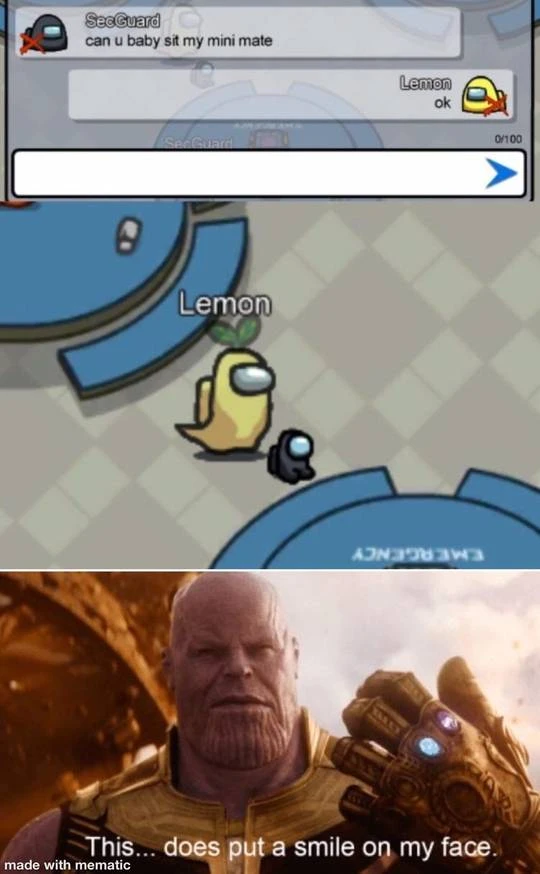 SecGuard
can u baby sit my mini mate
Lemon
ok
0/100
SecGuard
Lemon
EMERGENCY
This... does put a smile on my face.
made with mematic